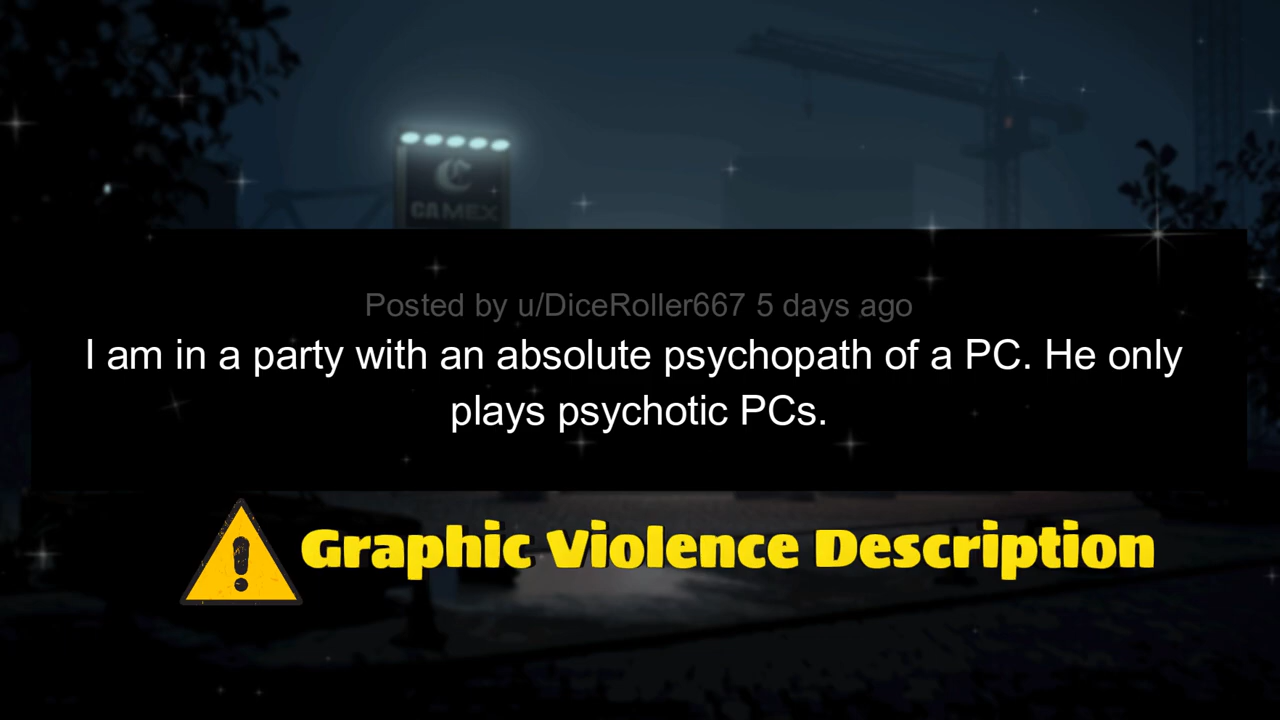 CAMEX
Posted by u/DiceRoller667 5 days ago
I am in a party with an absolute psychopath of a PC. He only
plays psychotic PCs.
Graphic Violence Description